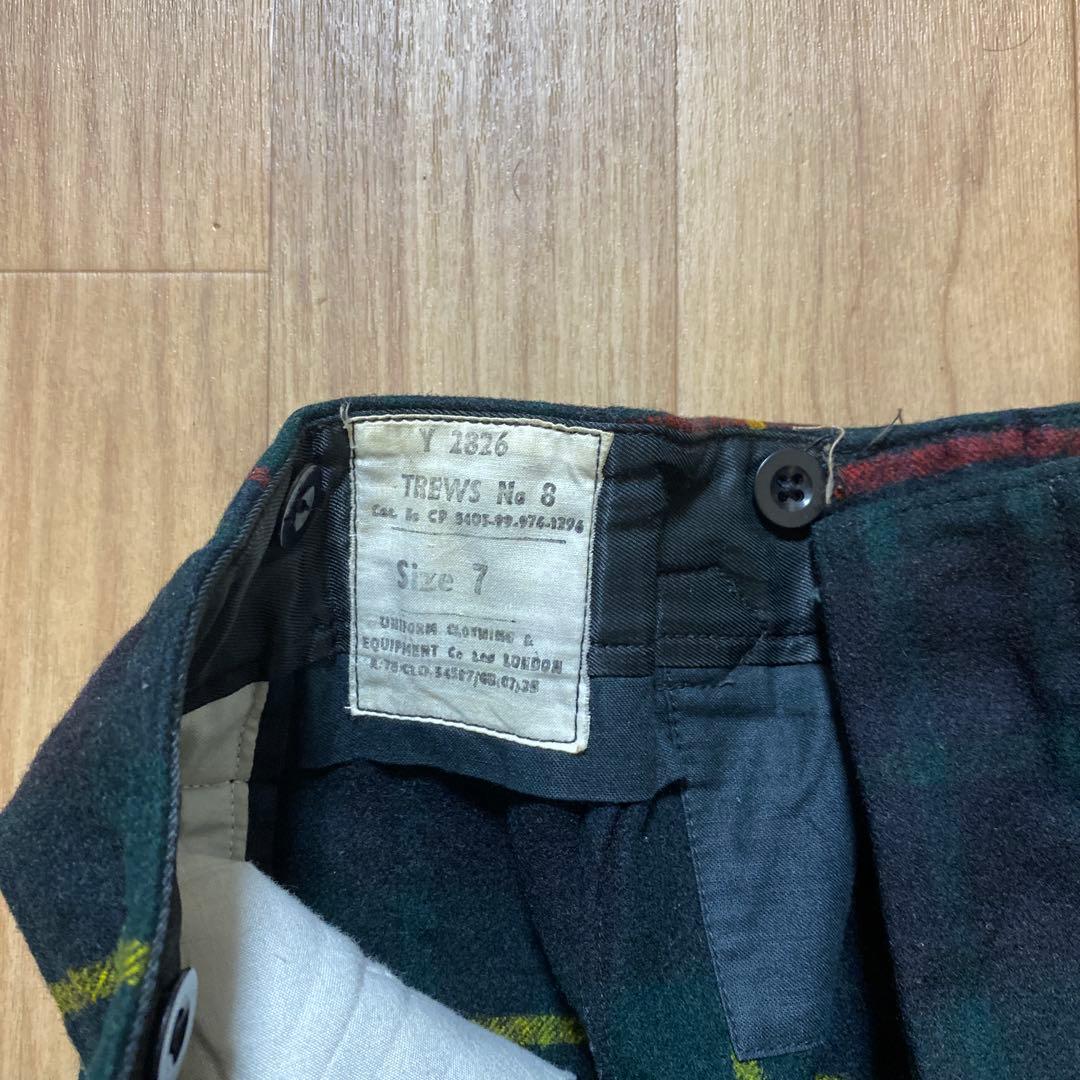 Y 2826
TREWS No 8
Cat. No CP 8405-99-976-1296
Size 7
UNIFORM CLOTHING &
EQUIPMENT Co Ltd LONDON